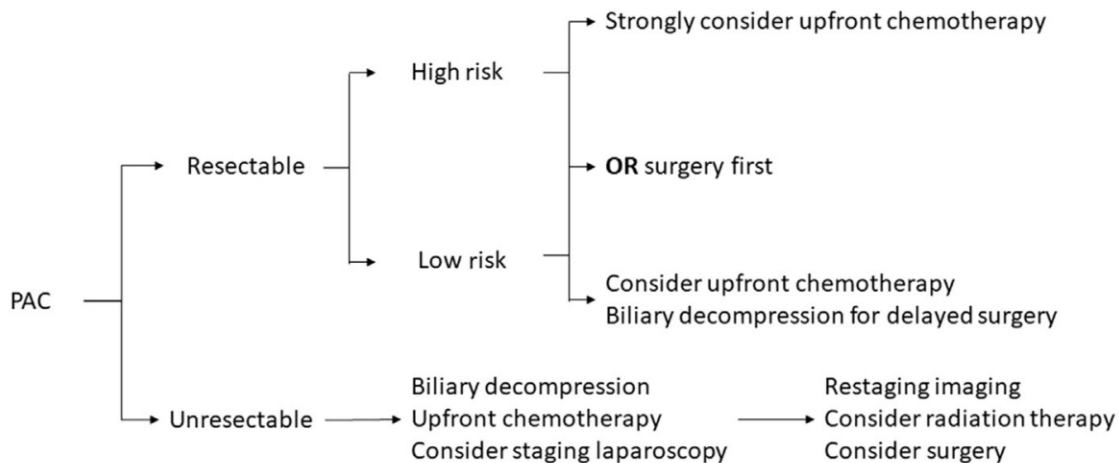 Strongly consider upfront chemotherapy
High risk
Resectable
OR surgery first
Low risk
Consider upfront chemotherapy
Biliary decompression for delayed surgery
PAC
Biliary decompression
Upfront chemotherapy
Consider staging laparoscopy
Unresectable
Restaging imaging
Consider radiation therapy
Consider surgery